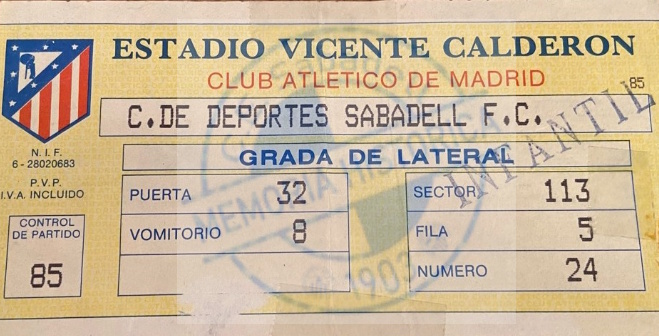 ESTADIO VICENTE CALDERON
CLUB ATLETICO DE MADRID
85
C.DE DEPORTES SABADELL F.C.
INFANTIL
N.I.F.
6-28020683
P.V.P.
I.V.A. INCLUIDO
CONTROL
DE PARTIDO
85
GRADA DE LATERAL
PUERTA 32
VOMITORIO 8
SECTOR 113
FILA 5
NUMERO 24
MEMORIA HISTORICA
1903